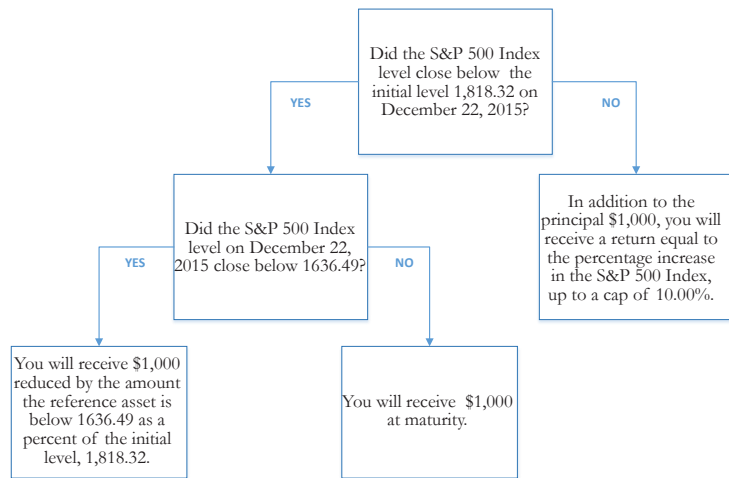 Did the S&P 500 Index
level close below the
initial level 1,818.32 on
December 22, 2015?
YES
NO
Did the S&P 500 Index
level on December 22,
2015 close below 1636.49?
In addition to the
principal $1,000, you will
receive a return equal to
the percentage increase
in the S&P 500 Index,
up to a cap of 10.00%.
YES
NO
You will receive $1,000
reduced by the amount
the reference asset is
below 1636.49 as a
percent of the initial
level, 1,818.32.
You will receive $1,000
at maturity.